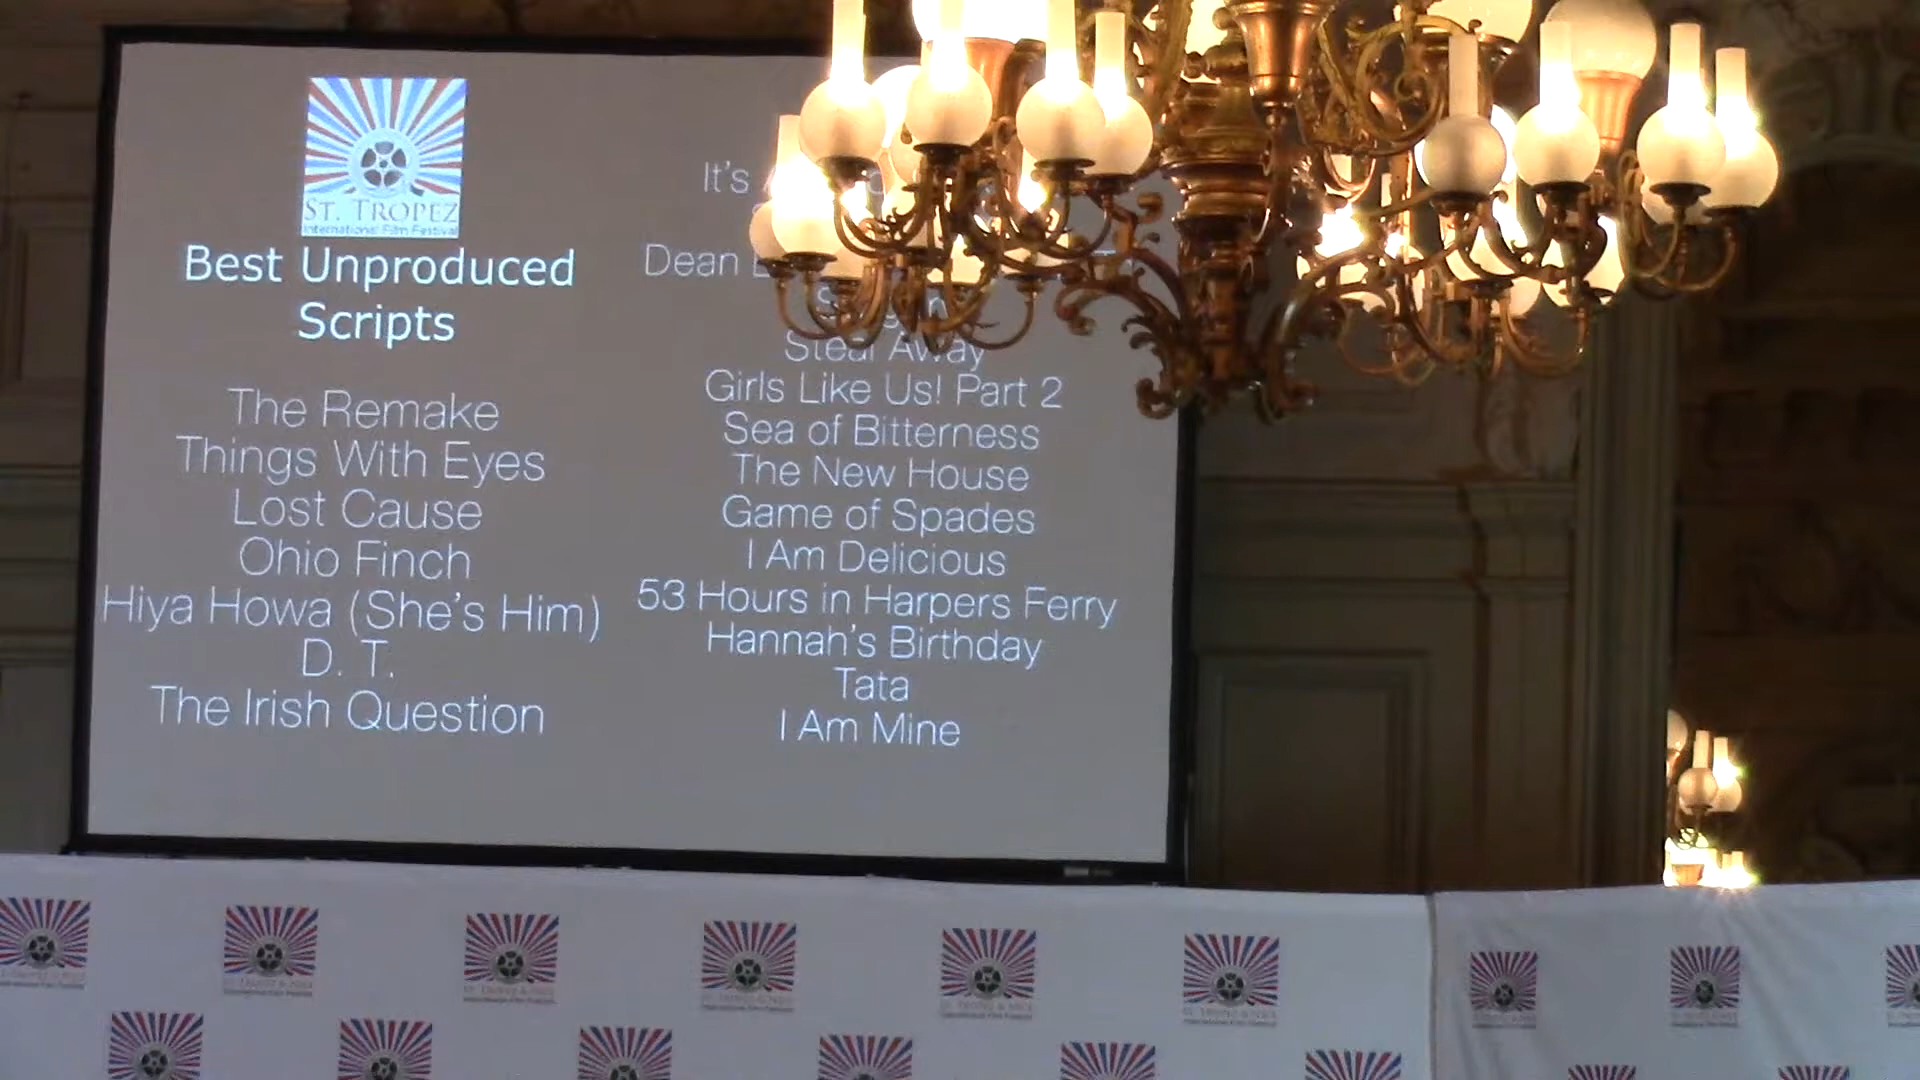 ST. TROPEZ
International Film Festival
Best Unproduced
Scripts
The Remake
Things With Eyes
Lost Cause
Ohio Finch
Hiya Howa (She's Him)
D. T.
The Irish Question
It's
Dean
Steal Away
Girls Like Us! Part 2
Sea of Bitterness
The New House
Game of Spades
I Am Delicious
53 Hours in Harpers Ferry
Hannah's Birthday
Tata
I Am Mine